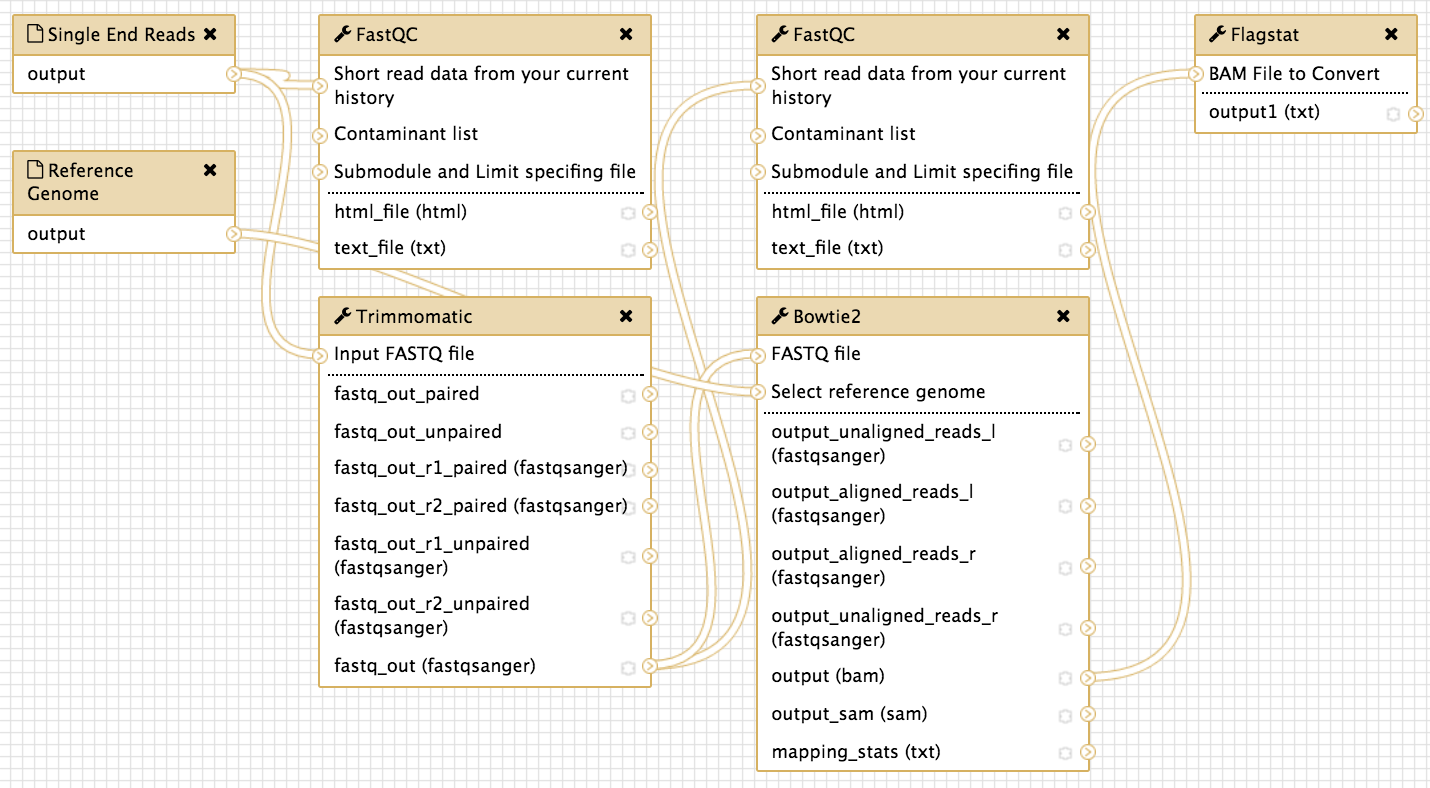 Single End Reads
output
Reference
Genome
output
FastQC
Short read data from your current
history
Contaminant list
Submodule and Limit specifing file
html_file (html)
text_file (txt)
Trimmomatic
Input FASTQ file
fastq_out_paired
fastq_out_unpaired
fastq_out_r1_paired (fastqsanger)
fastq_out_r2_paired (fastqsanger)
fastq_out_r1_unpaired
(fastqsanger)
fastq_out_r2_unpaired
(fastqsanger)
fastq_out (fastqsanger)
FastQC
Short read data from your current
history
Contaminant list
Submodule and Limit specifing file
html_file (html)
text_file (txt)
Bowtie2
FASTQ file
Select reference genome
output_unaligned_reads_l
(fastqsanger)
output_aligned_reads_l
(fastqsanger)
output_aligned_reads_r
(fastqsanger)
output_unaligned_reads_r
(fastqsanger)
output (bam)
output_sam (sam)
mapping_stats (txt)
Flagstat
BAM File to Convert
output1 (txt)